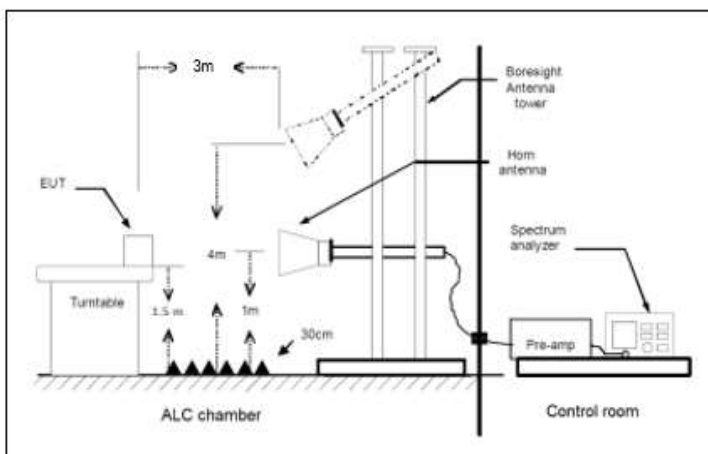 3m
Boresight
Antenna
tower
Horn
antenna
EUT
Spectrum
analyzer
4m
Turntable
1.5 m
1m
30cm
Pre-amp
ALC chamber
Control room